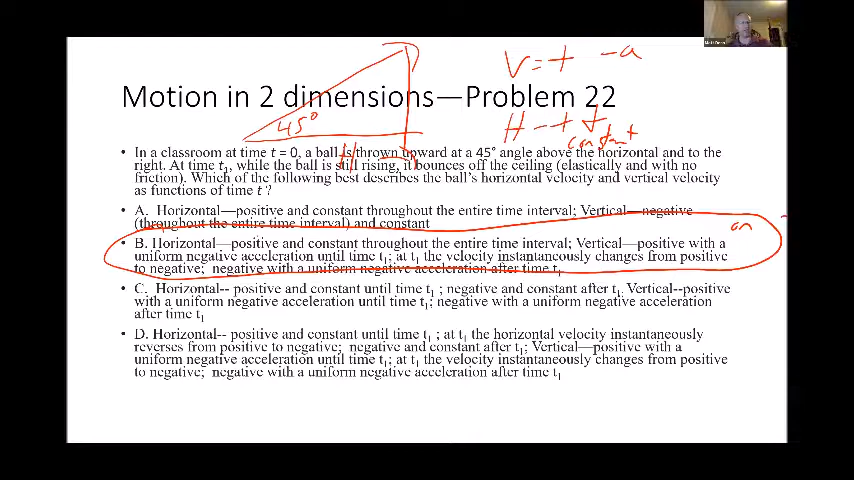 V = + -a
Motion in 2 dimensions—Problem 22
45°
H - + &
constant
H
• In a classroom at time t = 0, a ball is thrown upward at a 45° angle above the horizontal and to the
right. At time t1, while the ball is still rising, it bounces off the ceiling (elastically and with no
friction). Which of the following best describes the ball's horizontal velocity and vertical velocity
as functions of time t ?
• A. Horizontal—positive and constant throughout the entire time interval; Vertical—negative
(throughout the entire time interval) and constant
an
• B. Horizontal—positive and constant throughout the entire time interval; Vertical—positive with a
uniform negative acceleration until time t1; at t1 the velocity instantaneously changes from positive
to negative; negative with a uniform negative acceleration after time t1
• C. Horizontal-- positive and constant until time t1 ; negative and constant after t1. Vertical--positive
with a uniform negative acceleration until time t1; negative with a uniform negative acceleration
after time t1
• D. Horizontal-- positive and constant until time t1 ; at t1 the horizontal velocity instantaneously
reverses from positive to negative; negative and constant after t1; Vertical—positive with a
uniform negative acceleration until time t1; at t1 the velocity instantaneously changes from positive
to negative; negative with a uniform negative acceleration after time t1